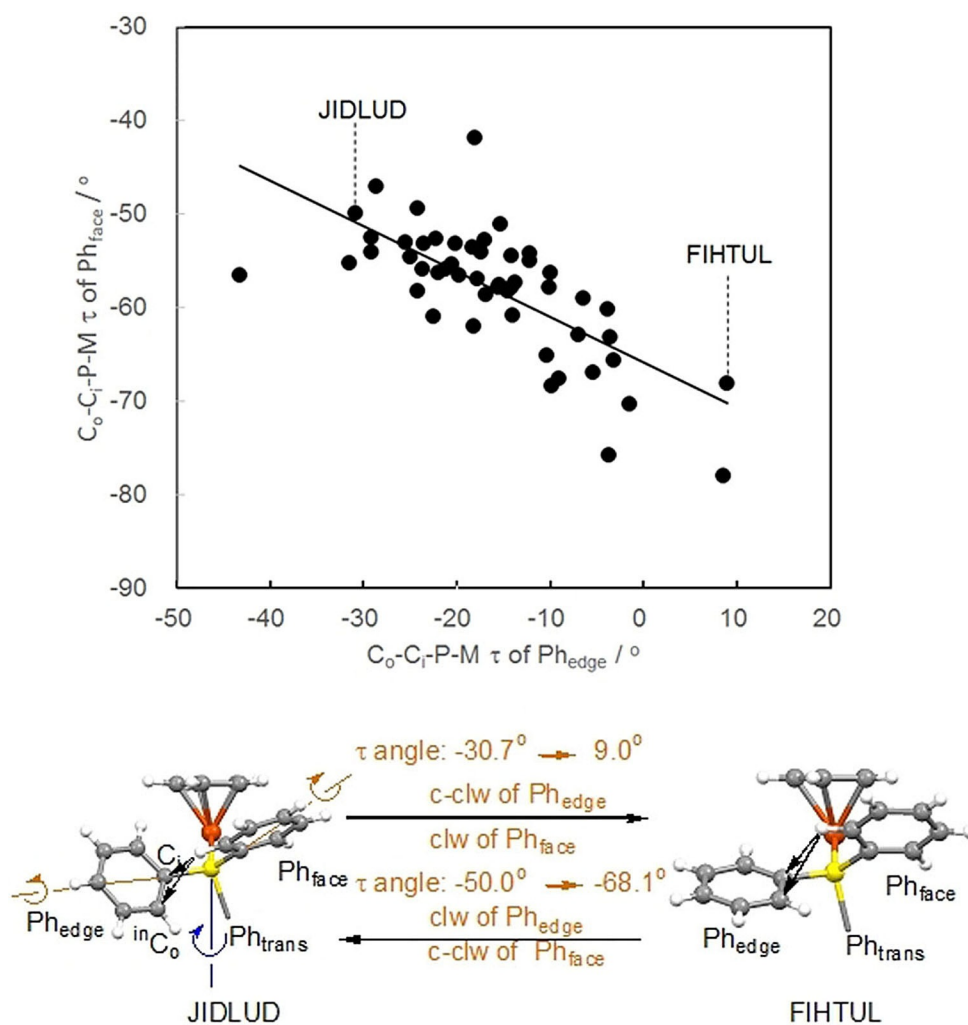 -30
-40
-50
-60
-70
-80
-90
Co-Ci-P-M τ of Phface / °
JIDLUD
FIHTUL
-50 -40 -30 -20 -10 0 10 20
Co-Ci-P-M τ of Phedge / °
τ angle: -30.7° 9.0°
c-clw of Phedge
clw of Phface
τ angle: -50.0° -68.1°
clw of Phedge
c-clw of Phface
Ci
Phface
Phedge
inCo
Phtrans
JIDLUD
Phface
Phedge
Phtrans
FIHTUL